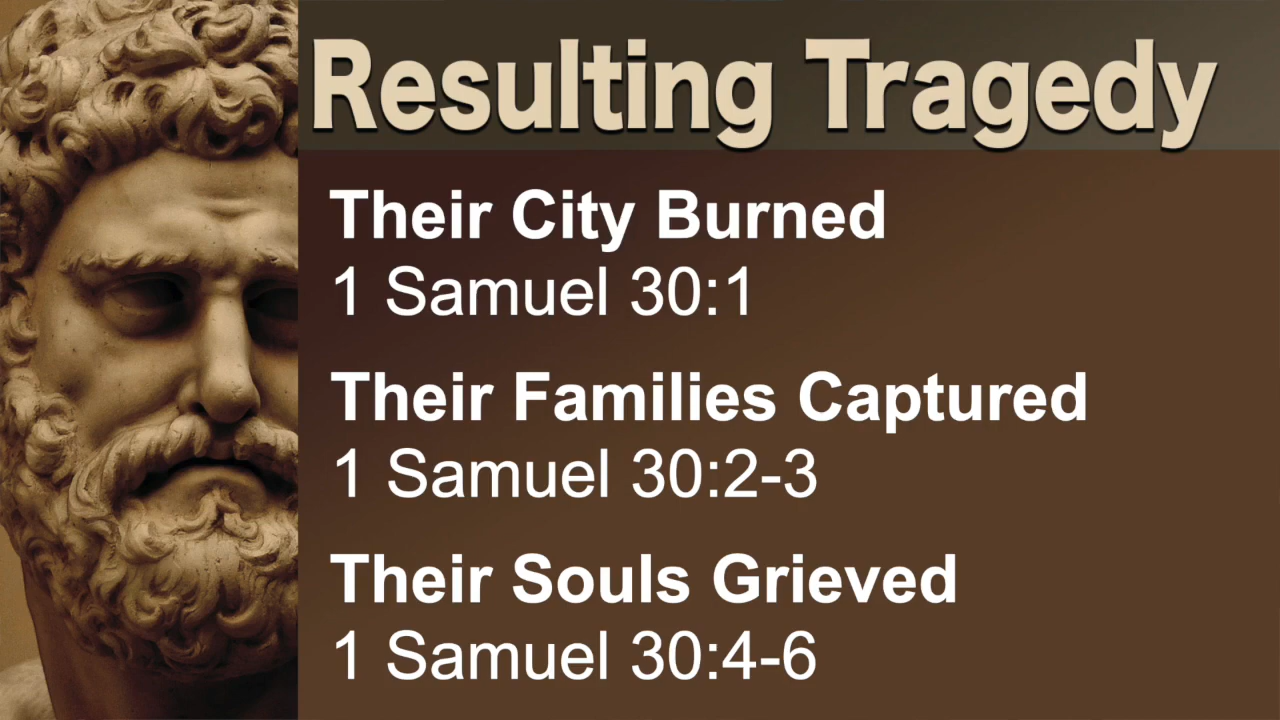 Resulting Tragedy
Their City Burned
1 Samuel 30:1
Their Families Captured
1 Samuel 30:2-3
Their Souls Grieved
1 Samuel 30:4-6